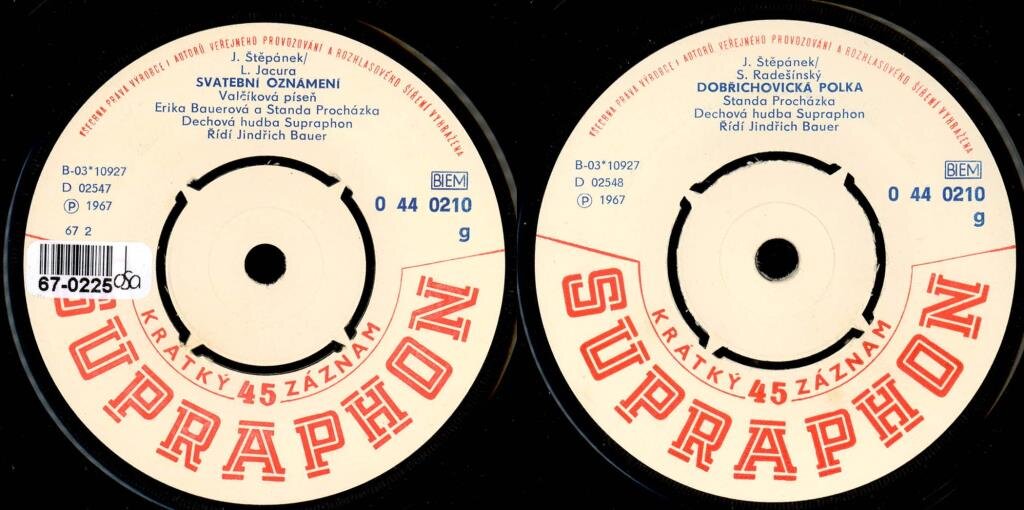 VŠECHNA PRÁVA VÝROBCE I AUTORŮ VEŘEJNÉHO PROVOZOVÁNÍ A ROZHLASOVÉHO ŠÍŘENÍ VYHRAŽENA
J. Štěpánek/
L. Jacura
SVATEBNÍ OZNÁMENÍ
Valčíková píseň
Erika Bauerová a Standa Procházka
Dechová hudba Supraphon
Řídí Jindřich Bauer
B-03*10927
D 02547
Ⓟ 1967
67 2
BIEM
0 44 0210
g
67-0225
osa
KRÁTKÝ 45 ZÁZNAM
SUPRAPHON
VŠECHNA PRÁVA VÝROBCE I AUTORŮ VEŘEJNÉHO PROVOZOVÁNÍ A ROZHLASOVÉHO ŠÍŘENÍ VYHRAŽENA
J. Štěpánek/
S. Radešínský
DOBŘICHOVICKÁ POLKA
Standa Procházka
Dechová hudba Supraphon
Řídí Jindřich Bauer
B-03*10927
D 02548
Ⓟ 1967
BIEM
0 44 0210
g
KRÁTKÝ 45 ZÁZNAM
SUPRAPHON